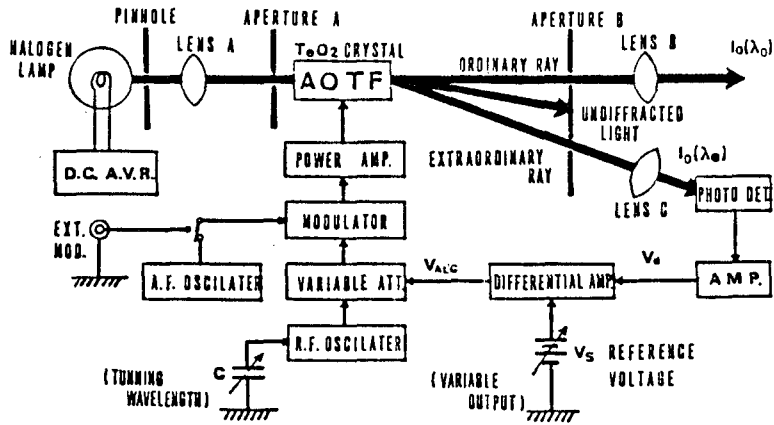 PINHOLE
APERTURE A
APERTURE B
HALOGEN
LAMP
LENS A
TeO2 CRYSTAL
LENS B
I0(λ0)
ORDINARY RAY
AOTF
UNDIFFRACTED
LIGHT
D.C. A.V.R.
POWER AMP.
EXTRAORDINARY
RAY
I0(λe)
LENS C
PHOTO DET.
EXT.
MOD.
MODULATOR
A.F. OSCILATER
VARIABLE ATT.
VALC
DIFFERENTIAL AMP.
Vd
AMP.
R.F. OSCILATER
C
(TUNNING
WAVELENGTH)
VS
REFERENCE
VOLTAGE
(VARIABLE
OUTPUT)